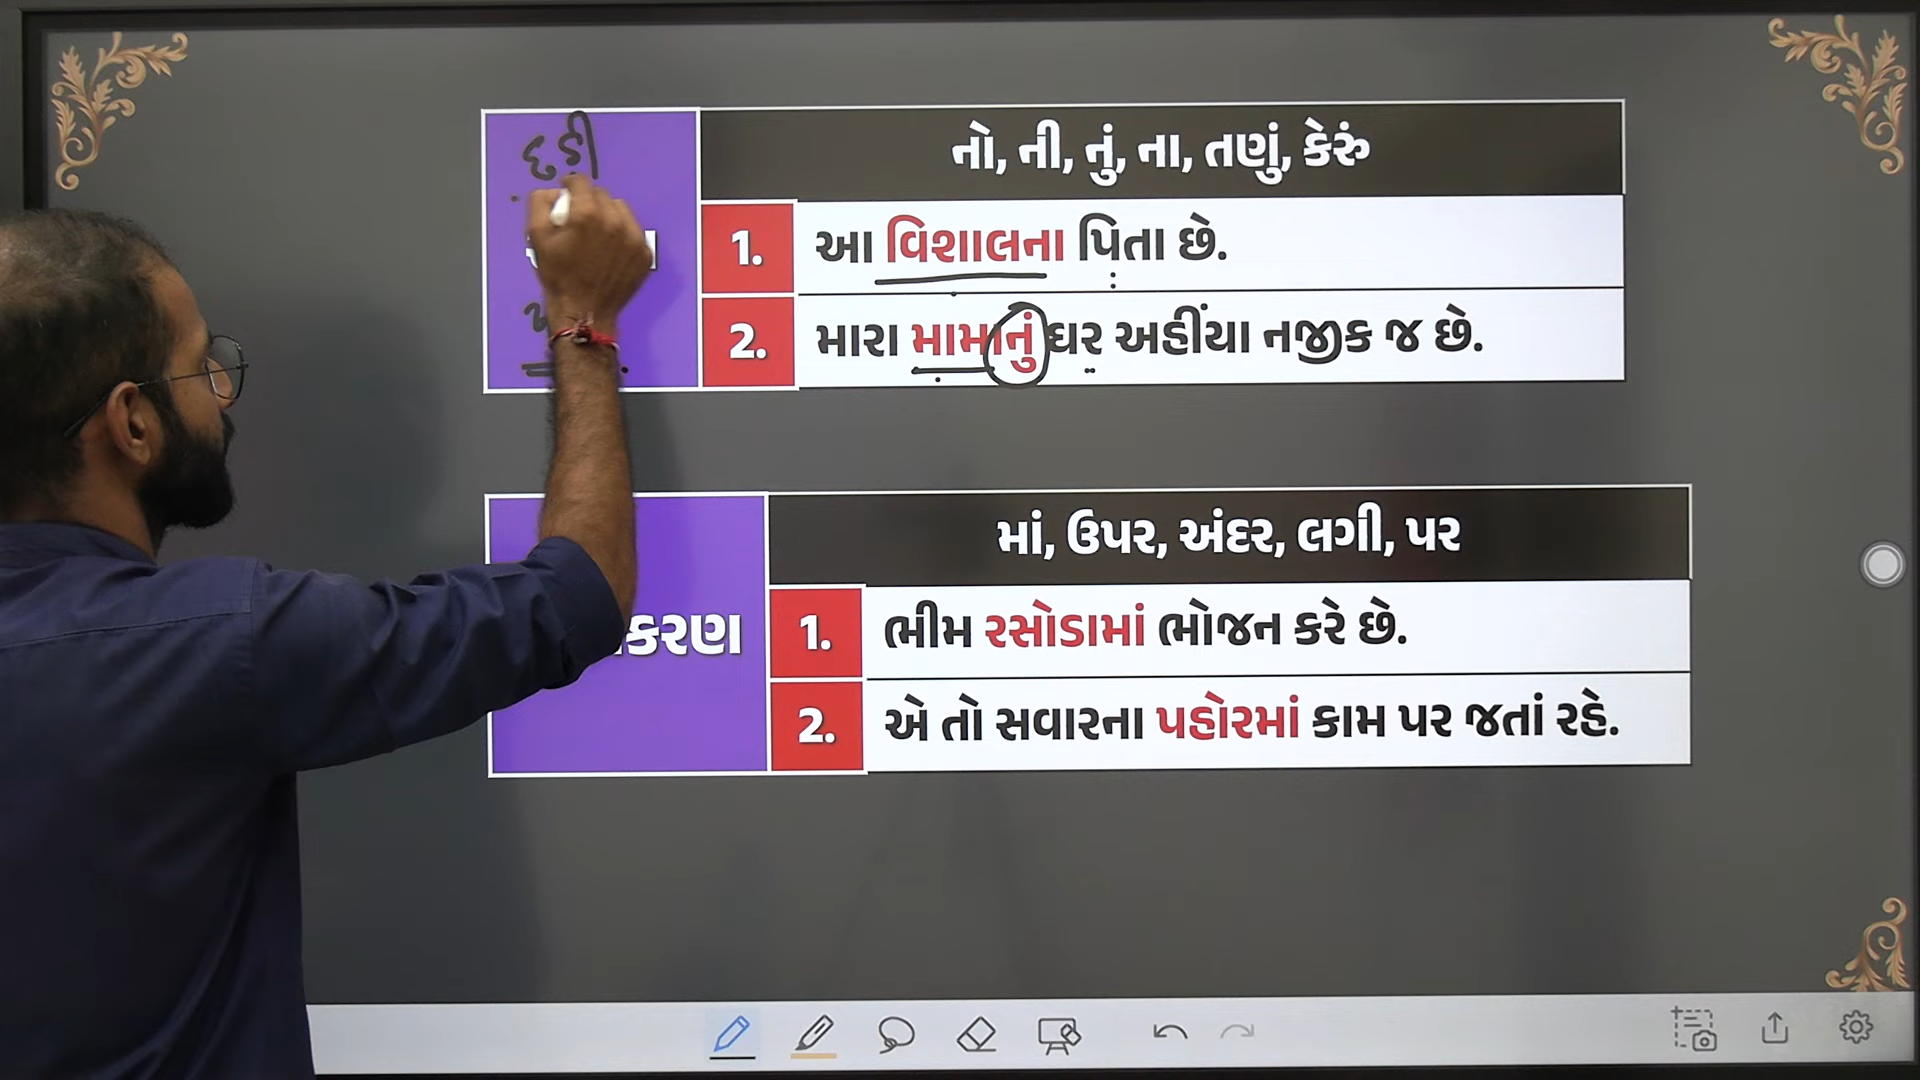 દહીં
નો, ની, નું, ના, તણું, કેરું
1. આ વિશાલના પિતા છે.
2. મારા મામાનું ઘર અહીંયા નજીક જ છે.
માં, ઉપર, અંદર, લગી, પર
કરણ
1. ભીમ રસોડામાં ભોજન કરે છે.
2. એ તો સવારના પહોરમાં કામ પર જતાં રહે.